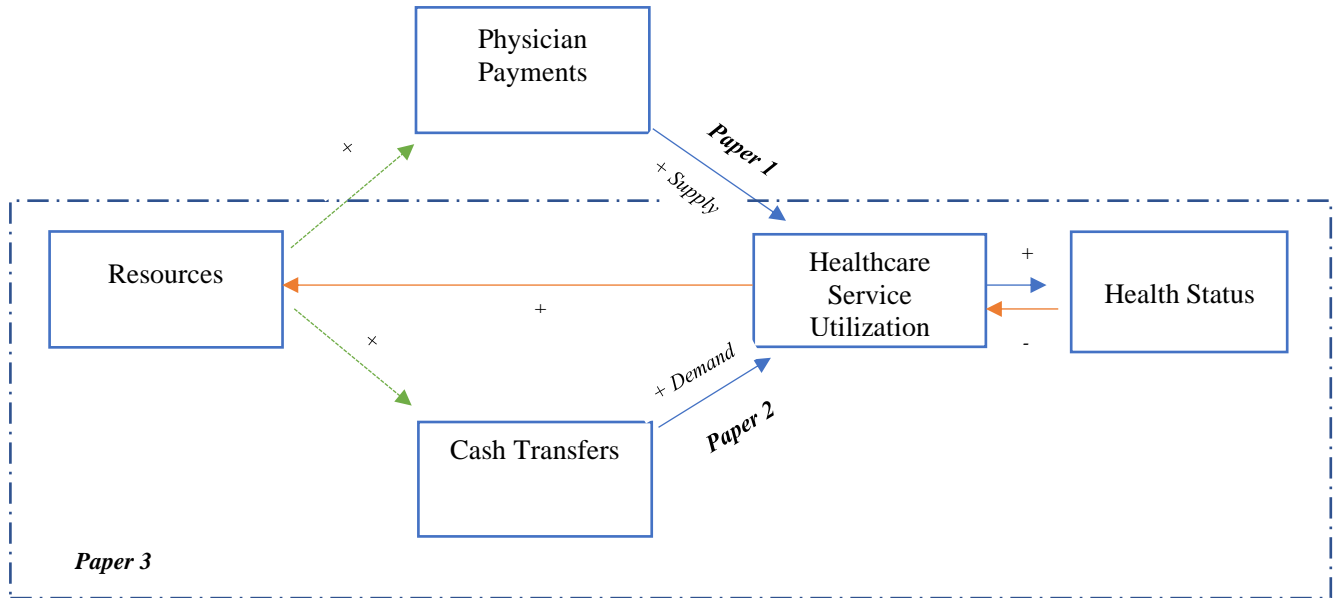 Physician
Payments
×
Paper 1
+ Supply
Resources
Healthcare
Service
Utilization
+
Health Status
+
-
×
+ Demand
Paper 2
Cash Transfers
Paper 3